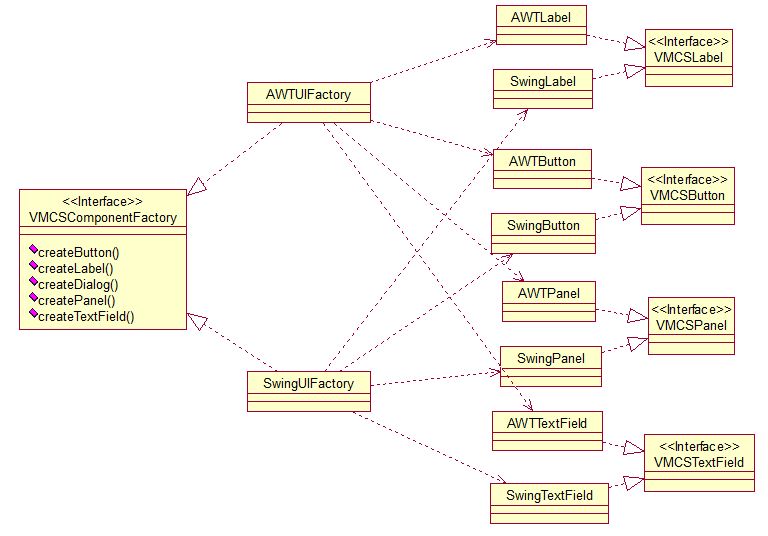 AWTLabel
<<Interface>>
VMCSLabel
SwingLabel
AWTUIFactory
AWTButton
<<Interface>>
VMCSButton
<<Interface>>
VMCSComponentFactory
createButton()
createLabel()
createDialog()
createPanel()
createTextField()
SwingButton
AWTPanel
<<Interface>>
VMCSPanel
SwingPanel
SwingUIFactory
AWTTextField
<<Interface>>
VMCSTextField
SwingTextField